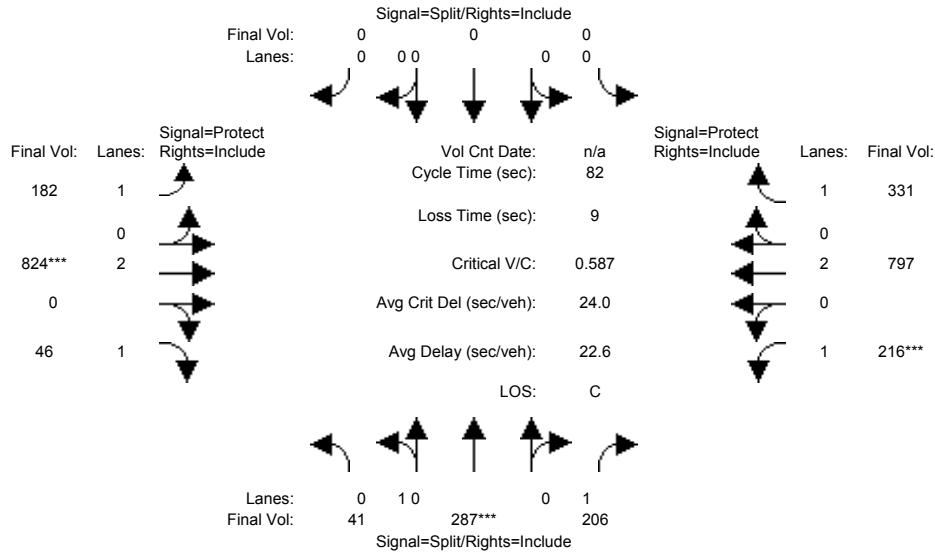 Signal=Split/Rights=Include
Final Vol: 0 0 0
Lanes: 0 0 0 0 0
Signal=Protect Signal=Protect
Final Vol: Lanes: Rights=Include Vol Cnt Date: n/a Rights=Include Lanes: Final Vol:
Cycle Time (sec): 82
182 1 1 331
Loss Time (sec): 9
0 0
824*** 2 Critical V/C: 0.587 2 797
0 Avg Crit Del (sec/veh): 24.0 0
46 1 Avg Delay (sec/veh): 22.6 1 216***
LOS: C
Lanes: 0 1 0 0 1
Final Vol: 41 287*** 206
Signal=Split/Rights=Include